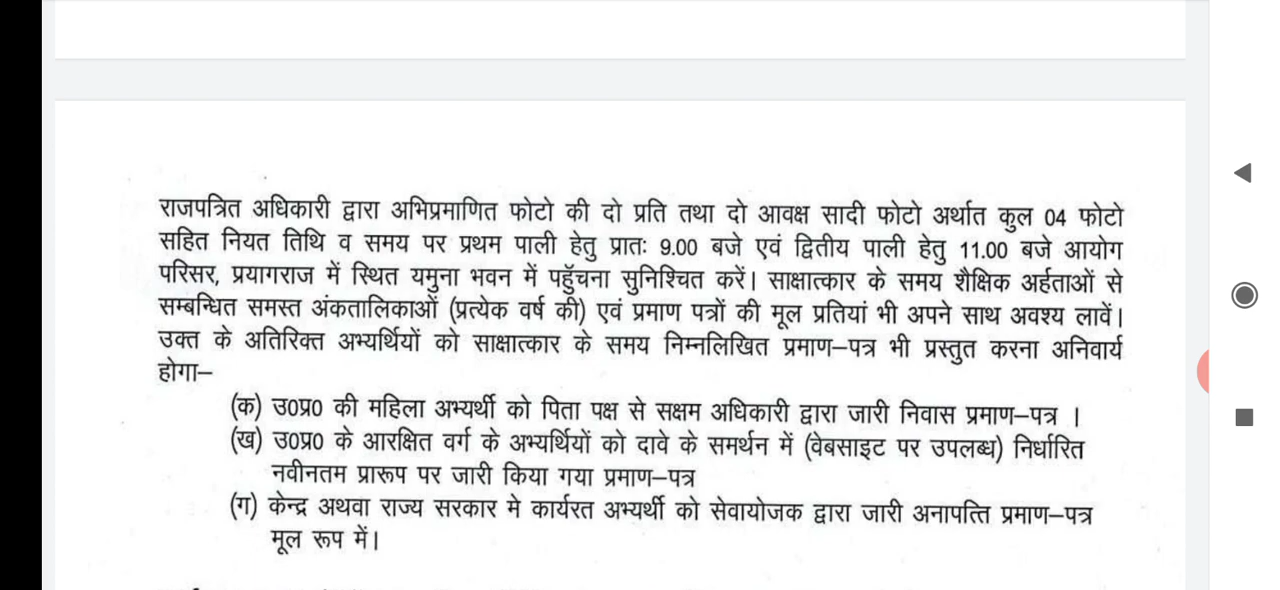 राजपत्रित अधिकारी द्वारा अभिप्रमाणित फोटो की दो प्रति तथा दो आवक्ष सादी फोटो अर्थात कुल 04 फोटो
सहित नियत तिथि व समय पर प्रथम पाली हेतु प्रातः 9.00 बजे एवं द्वितीय पाली हेतु 11.00 बजे आयोग
परिसर, प्रयागराज में स्थित यमुना भवन में पहुँचना सुनिश्चित करें। साक्षात्कार के समय शैक्षिक अर्हताओं से
सम्बन्धित समस्त अंकतालिकाओं (प्रत्येक वर्ष की) एवं प्रमाण पत्रों की मूल प्रतियां भी अपने साथ अवश्य लावें।
उक्त के अतिरिक्त अभ्यर्थियों को साक्षात्कार के समय निम्नलिखित प्रमाण–पत्र भी प्रस्तुत करना अनिवार्य
होगा–
(क) उ0प्र0 की महिला अभ्यर्थी को पिता पक्ष से सक्षम अधिकारी द्वारा जारी निवास प्रमाण–पत्र ।
(ख) उ0प्र0 के आरक्षित वर्ग के अभ्यर्थियों को दावे के समर्थन में (वेबसाइट पर उपलब्ध) निर्धारित
नवीनतम प्रारूप पर जारी किया गया प्रमाण–पत्र
(ग) केन्द्र अथवा राज्य सरकार मे कार्यरत अभ्यर्थी को सेवायोजक द्वारा जारी अनापत्ति प्रमाण–पत्र
मूल रूप में।